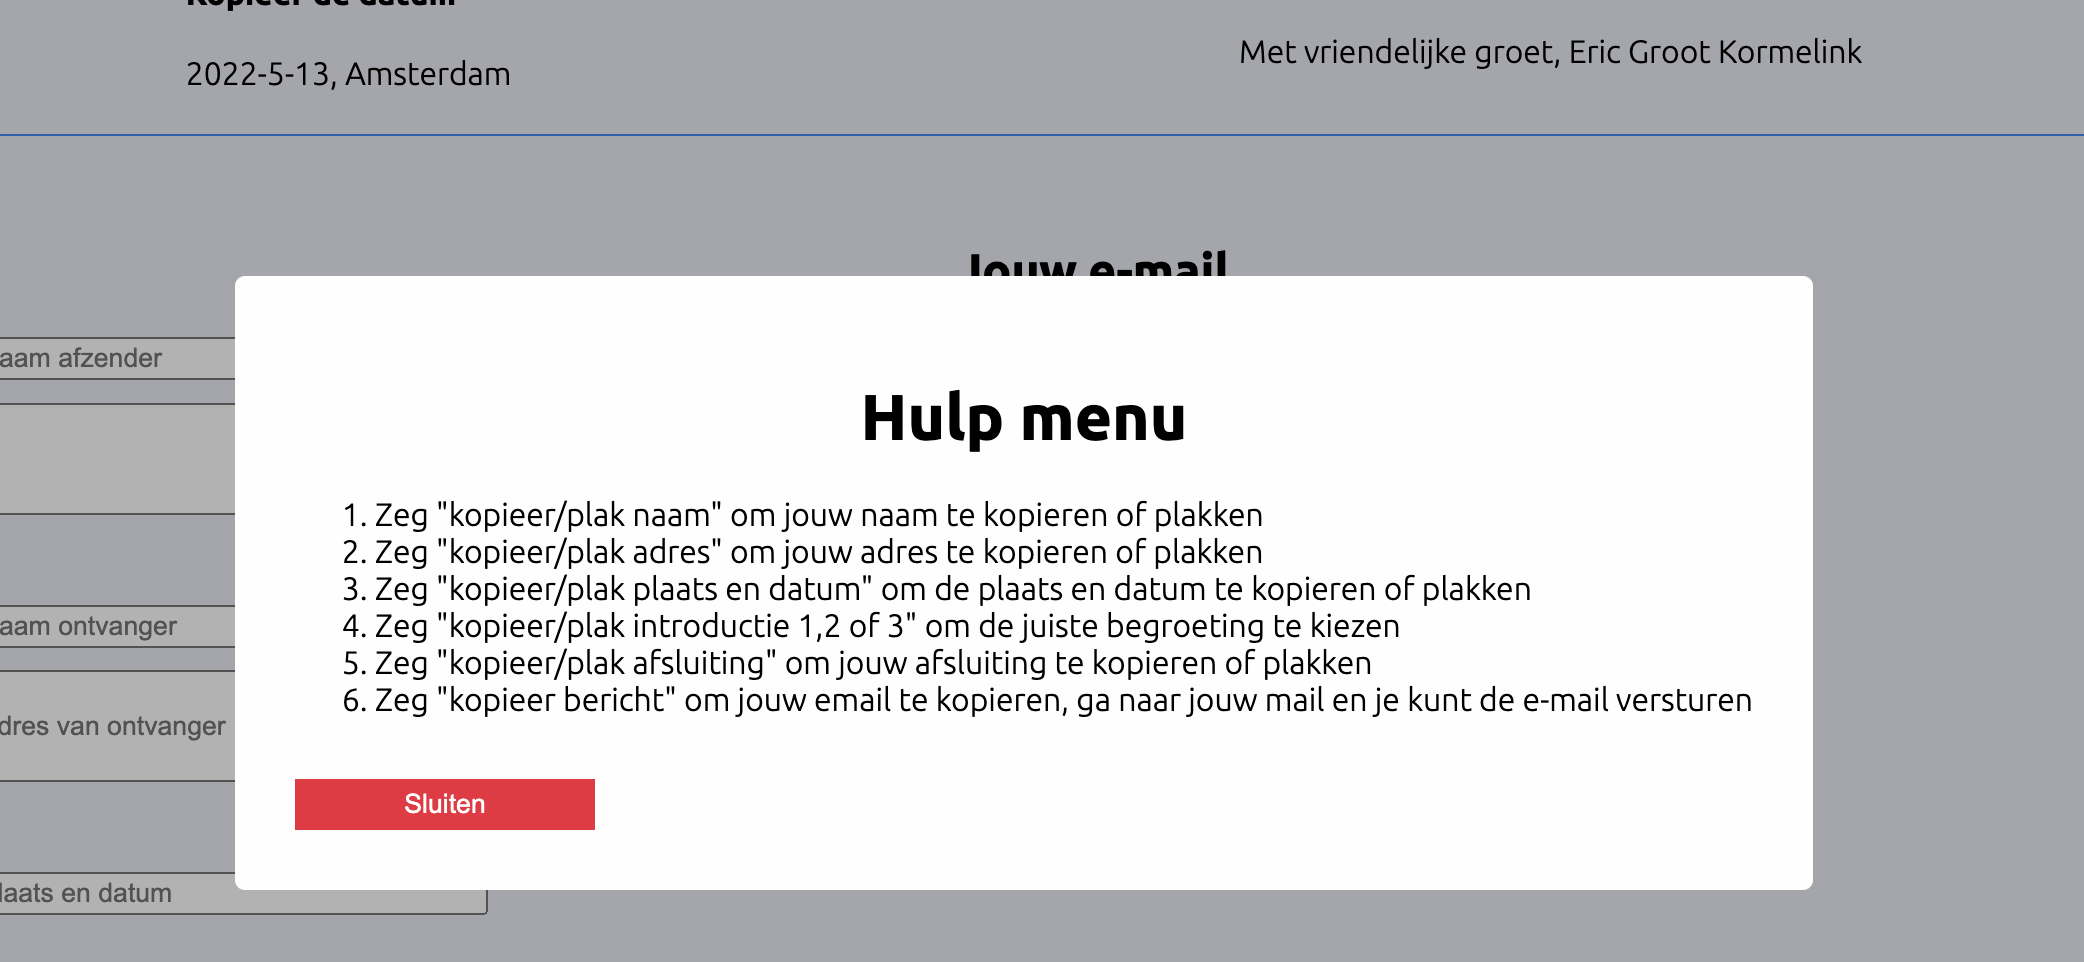 Kopieer de datum
2022-5-13, Amsterdam
Met vriendelijke groet, Eric Groot Kormelink
Jouw e-mail
afzender
Hulp menu
1. Zeg "kopieer/plak naam" om jouw naam te kopieren of plakken
2. Zeg "kopieer/plak adres" om jouw adres te kopieren of plakken
3. Zeg "kopieer/plak plaats en datum" om de plaats en datum te kopieren of plakken
4. Zeg "kopieer/plak introductie 1,2 of 3" om de juiste begroeting te kiezen
5. Zeg "kopieer/plak afsluiting" om jouw afsluiting te kopieren of plakken
6. Zeg "kopieer bericht" om jouw email te kopieren, ga naar jouw mail en je kunt de e-mail versturen
ontvanger
van ontvanger
Sluiten
en datum